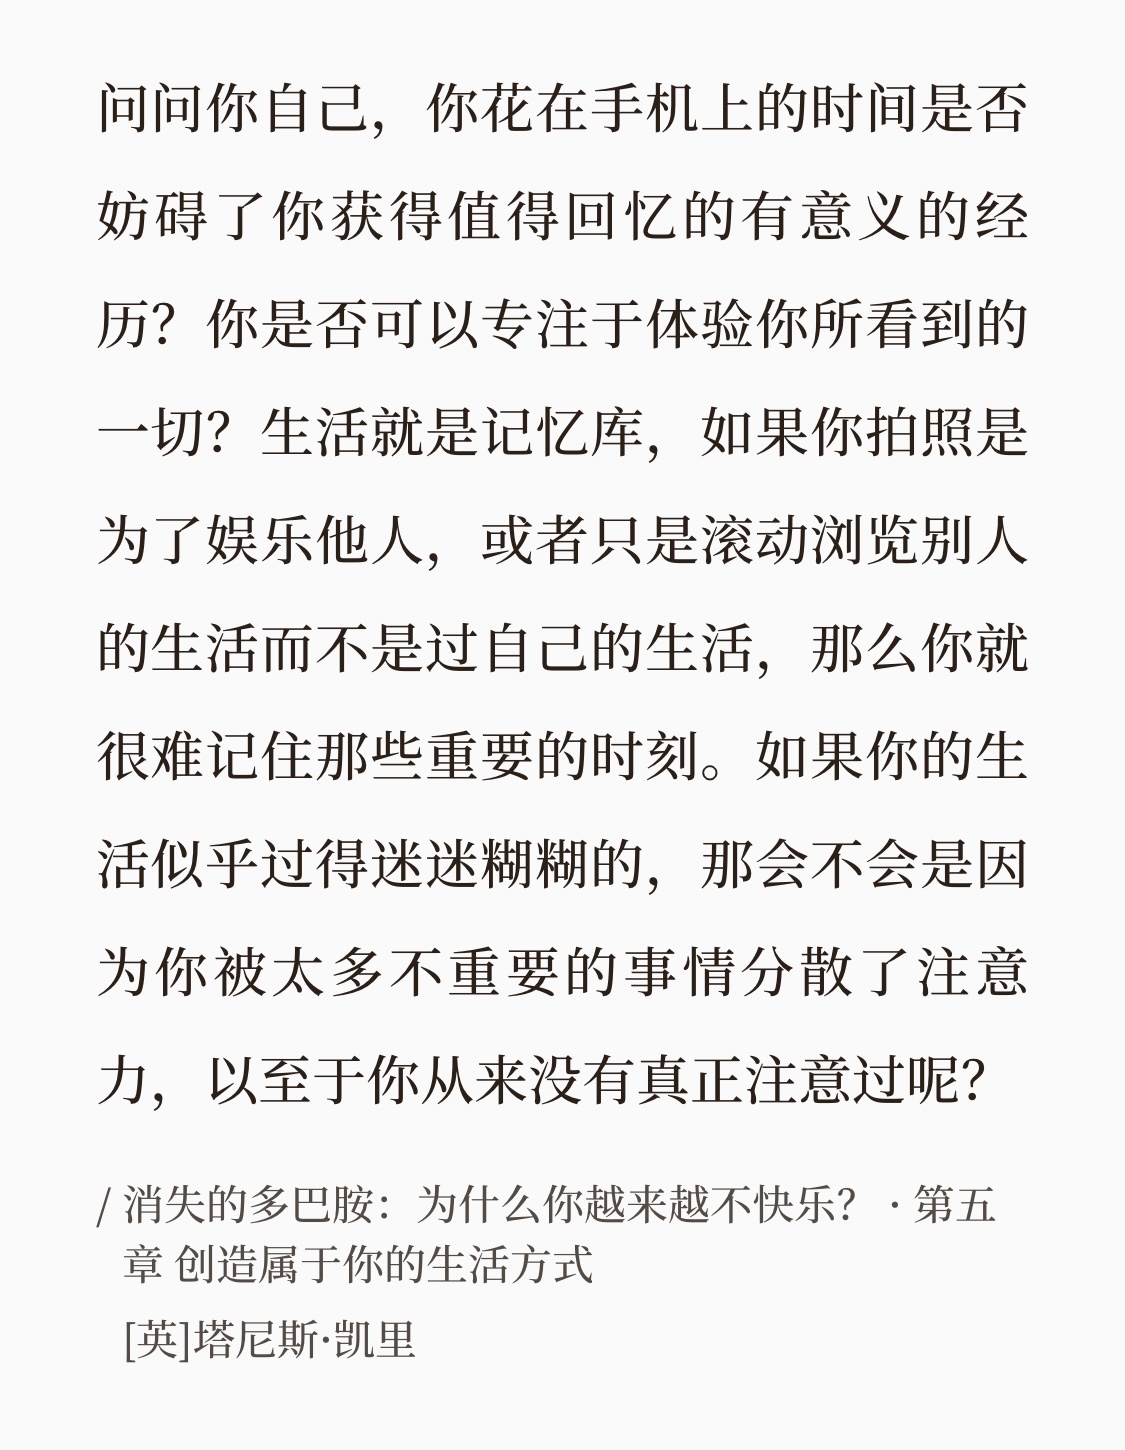 问问你自己，你花在手机上的时间是否
妨碍了你获得值得回忆的有意义的经
历？你是否可以专注于体验你所看到的
一切？生活就是记忆库，如果你拍照是
为了娱乐他人，或者只是滚动浏览别人
的生活而不是过自己的生活，那么你就
很难记住那些重要的时刻。如果你的生
活似乎过得迷迷糊糊的，那会不会是因
为你被太多不重要的事情分散了注意
力，以至于你从来没有真正注意过呢？
/ 消失的多巴胺：为什么你越来越不快乐？ · 第五
章 创造属于你的生活方式
[英]塔尼斯·凯里